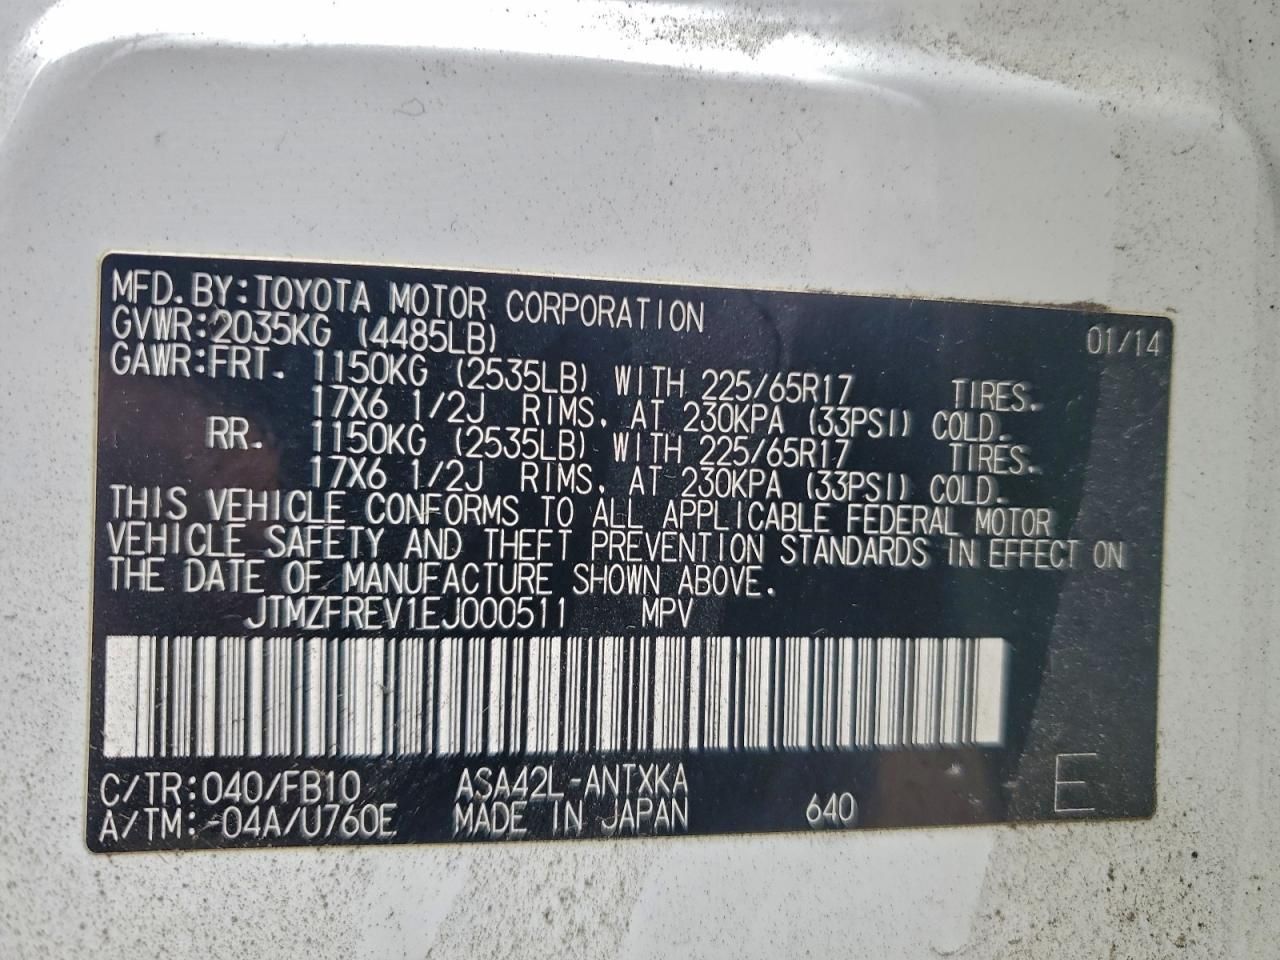 MFD. BY: TOYOTA MOTOR CORPORATION 01/14
GVWR: 2035KG (4485LB)
GAWR: FRT. 1150KG (2535LB) WITH 225/65R17 TIRES.
17X6 1/2J RIMS, AT 230KPA (33PSI) COLD.
RR. 1150KG (2535LB) WITH 225/65R17 TIRES.
17X6 1/2J RIMS, AT 230KPA (33PSI) COLD.
THIS VEHICLE CONFORMS TO ALL APPLICABLE FEDERAL MOTOR
VEHICLE SAFETY AND THEFT PREVENTION STANDARDS IN EFFECT ON
THE DATE OF MANUFACTURE SHOWN ABOVE.
JTMZFREV1EJ000511 MPV
C/TR: 040/FB10 ASA42L-ANTXKA
A/TM: -04A/U760E MADE IN JAPAN 640 E